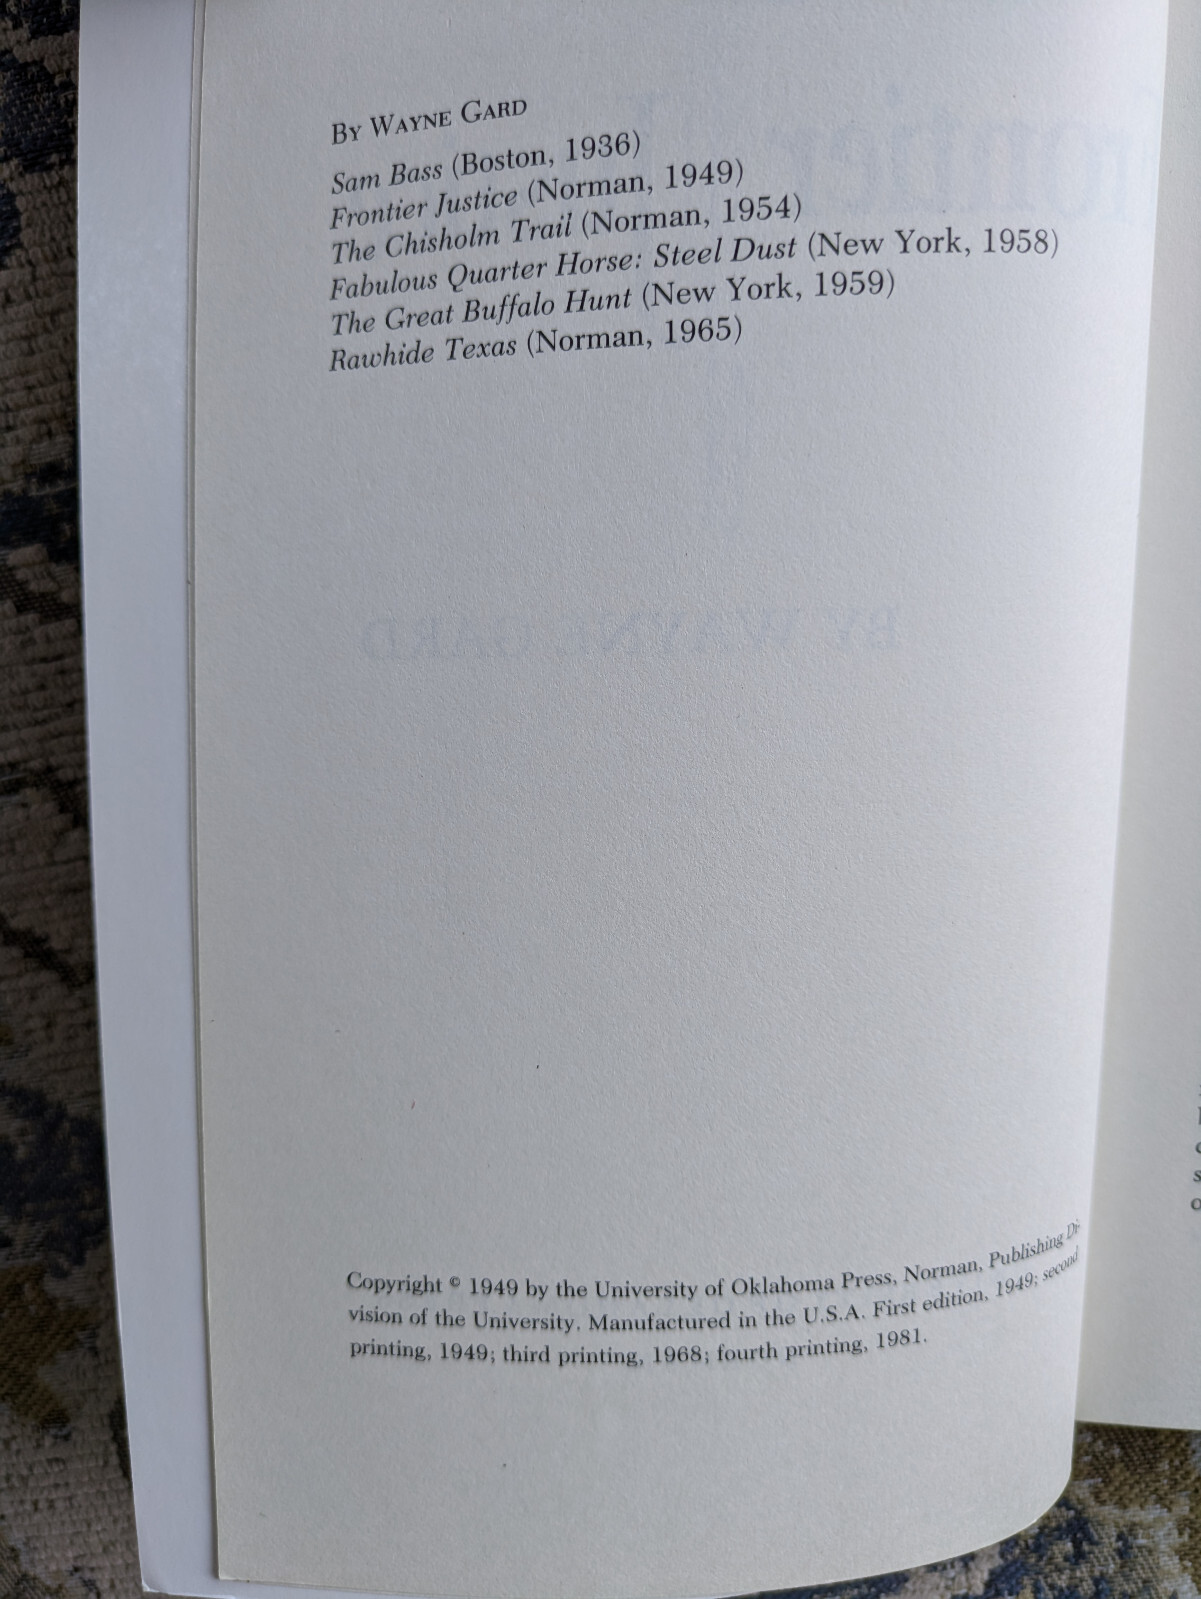 By Wayne Gard
Sam Bass (Boston, 1936)
Frontier Justice (Norman, 1949)
The Chisholm Trail (Norman, 1954)
Fabulous Quarter Horse: Steel Dust (New York, 1958)
The Great Buffalo Hunt (New York, 1959)
Rawhide Texas (Norman, 1965)
BY WAYNE GARD
Copyright © 1949 by the University of Oklahoma Press, Norman, Publishing Di-
vision of the University. Manufactured in the U.S.A. First edition, 1949; second
printing, 1949; third printing, 1968; fourth printing, 1981.